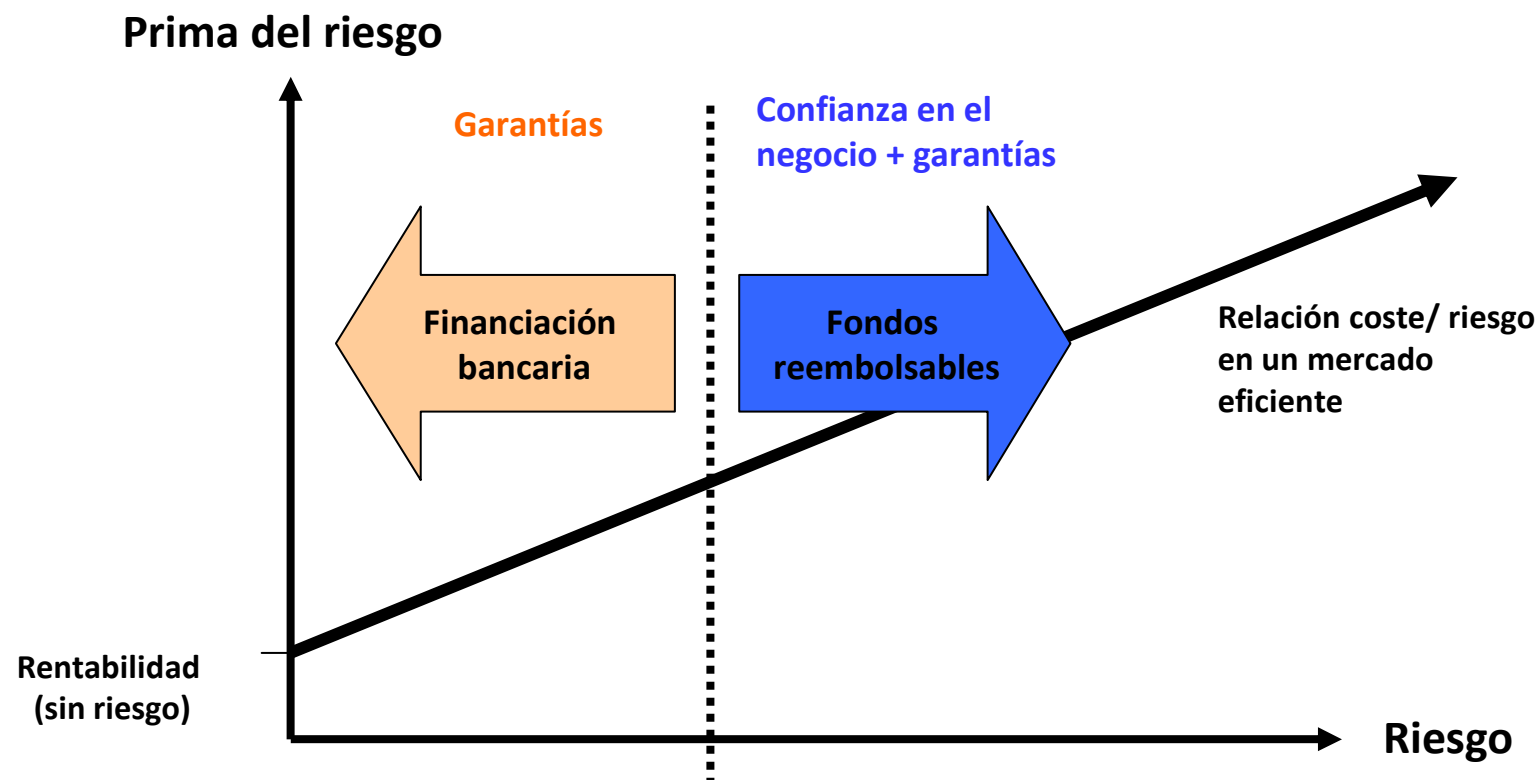 Prima del riesgo
Garantías
Confianza en el
negocio + garantías
Financiación
bancaria
Fondos
reembolsables
Relación coste/ riesgo
en un mercado
eficiente
Rentabilidad
(sin riesgo)
Riesgo